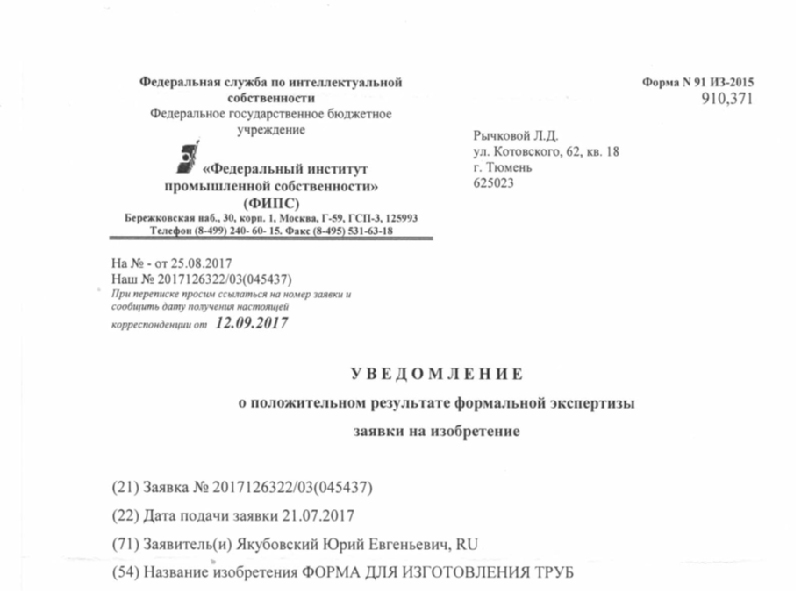 Федеральная служба по интеллектуальной
собственности
Федеральное государственное бюджетное
учреждение
«Федеральный институт
промышленной собственности»
(ФИПС)
Бережковская наб., 30, корп. 1, Москва, Г-59, ГСП-3, 125993
Телефон (8-499) 240- 60- 15. Факс (8-495) 531-63-18
Форма N 91 ИЗ-2015
910,371
Рычковой Л.Д.
ул. Котовского, 62, кв. 18
г. Тюмень
625023
На № - от 25.08.2017
Наш № 2017126322/03(045437)
При переписке просим ссылаться на номер заявки и
сообщить дату получения настоящей
корреспонденции от 12.09.2017
УВЕДОМЛЕНИЕ
о положительном результате формальной экспертизы
заявки на изобретение
(21) Заявка № 2017126322/03(045437)
(22) Дата подачи заявки 21.07.2017
(71) Заявитель(и) Якубовский Юрий Евгеньевич, RU
(54) Название изобретения ФОРМА ДЛЯ ИЗГОТОВЛЕНИЯ ТРУБ